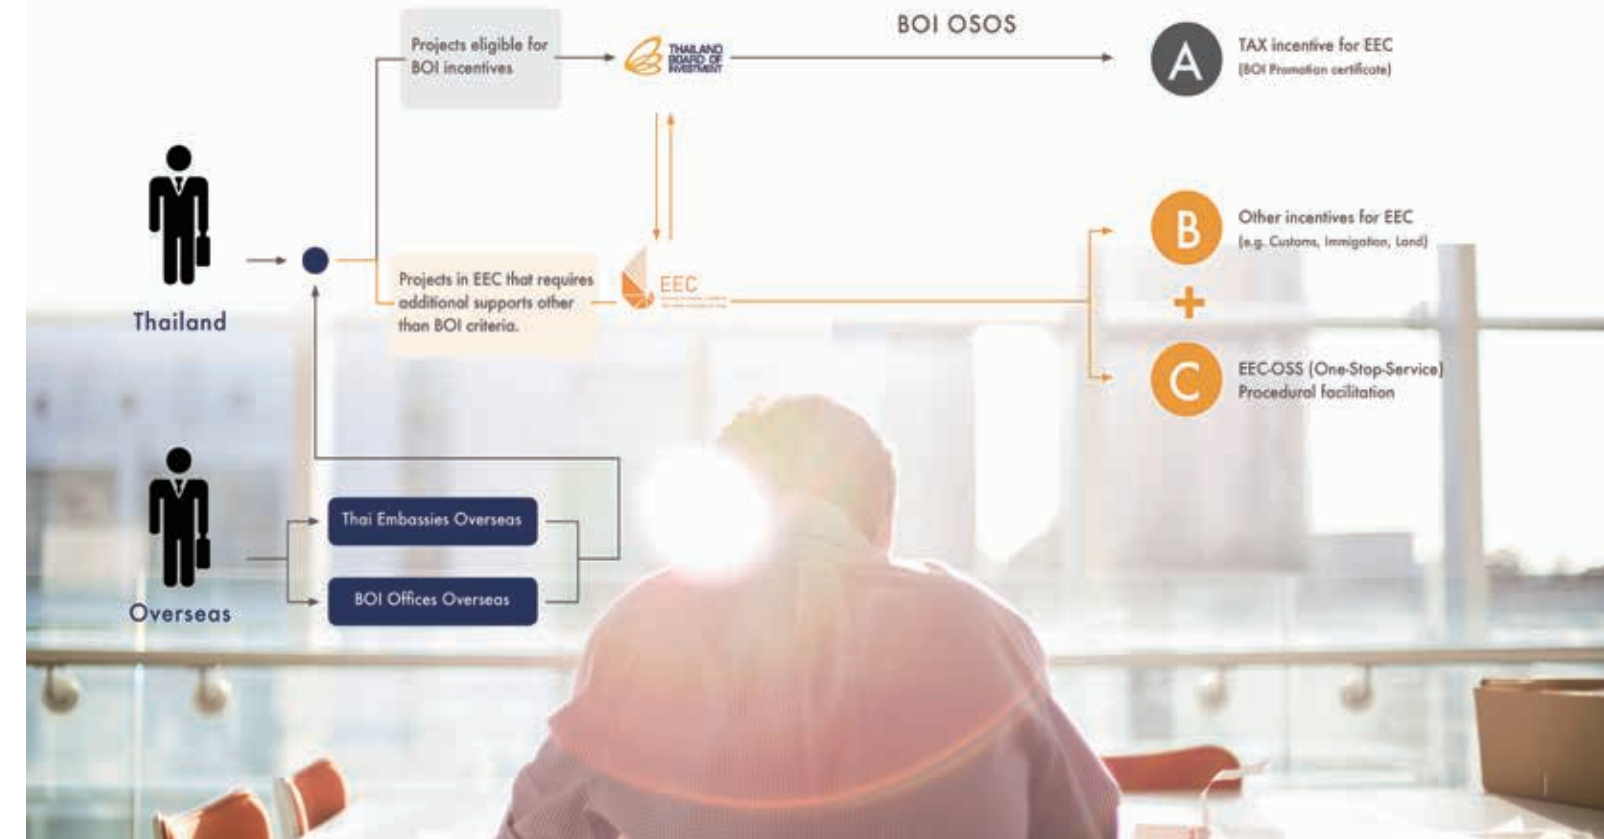 BOI OSOS
Projects eligible for
BOI incentives
THAILAND
BOARD OF
INVESTMENT
A
TAX incentive for EEC
(BOI Promotion certificate)
B
Other incentives for EEC
(e.g. Customs, Immigation, Land)
+
Projects in EEC that requires
additional supports other
than BOI criteria.
EEC
Thailand
C
EEC-OSS (One-Stop-Service)
Procedural facilitation
Thai Embassies Overseas
BOI Offices Overseas
Overseas